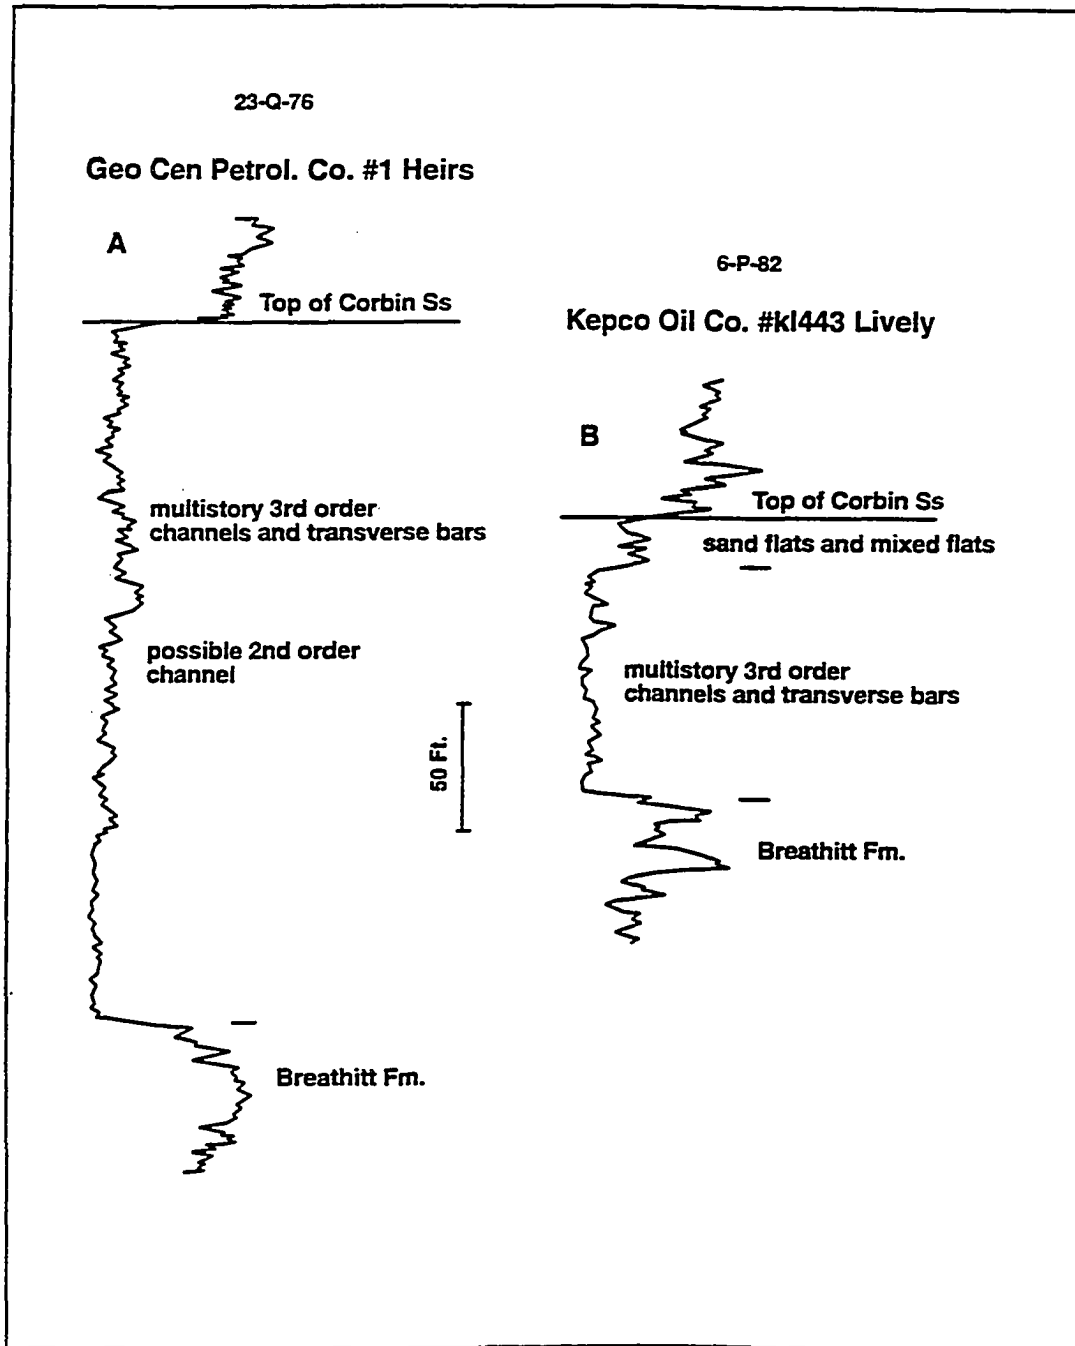 23-Q-76
Geo Cen Petrol. Co. #1 Heirs
A
Top of Corbin Ss
multistory 3rd order
channels and transverse bars
possible 2nd order
channel
50 Ft.
Breathitt Fm.
6-P-82
Kepco Oil Co. #kl443 Lively
B
Top of Corbin Ss
sand flats and mixed flats
multistory 3rd order
channels and transverse bars
Breathitt Fm.